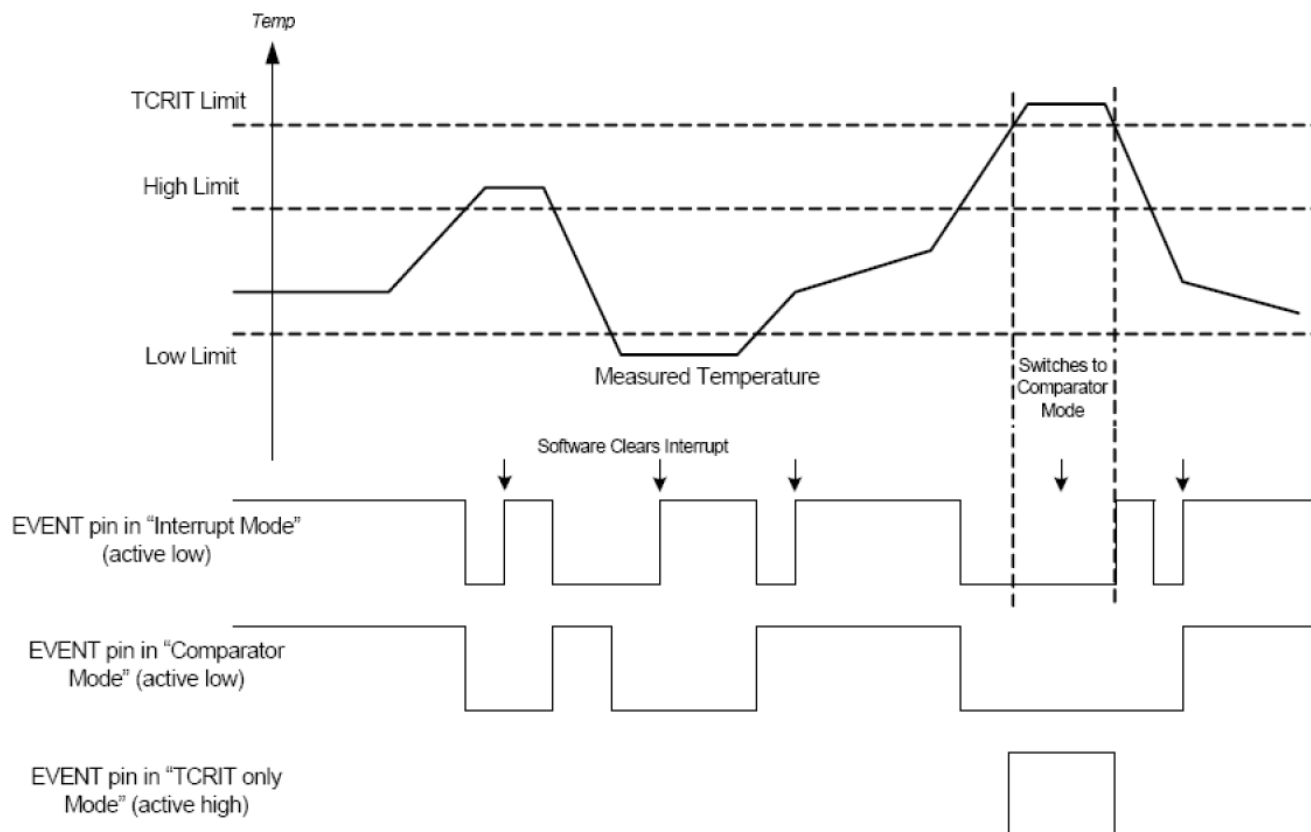 Temp
TCRIT Limit
High Limit
Low Limit
Measured Temperature
Switches to
Comparator
Mode
Software Clears Interrupt
EVENT pin in “Interrupt Mode”
(active low)
EVENT pin in “Comparator
Mode” (active low)
EVENT pin in “TCRIT only
Mode” (active high)